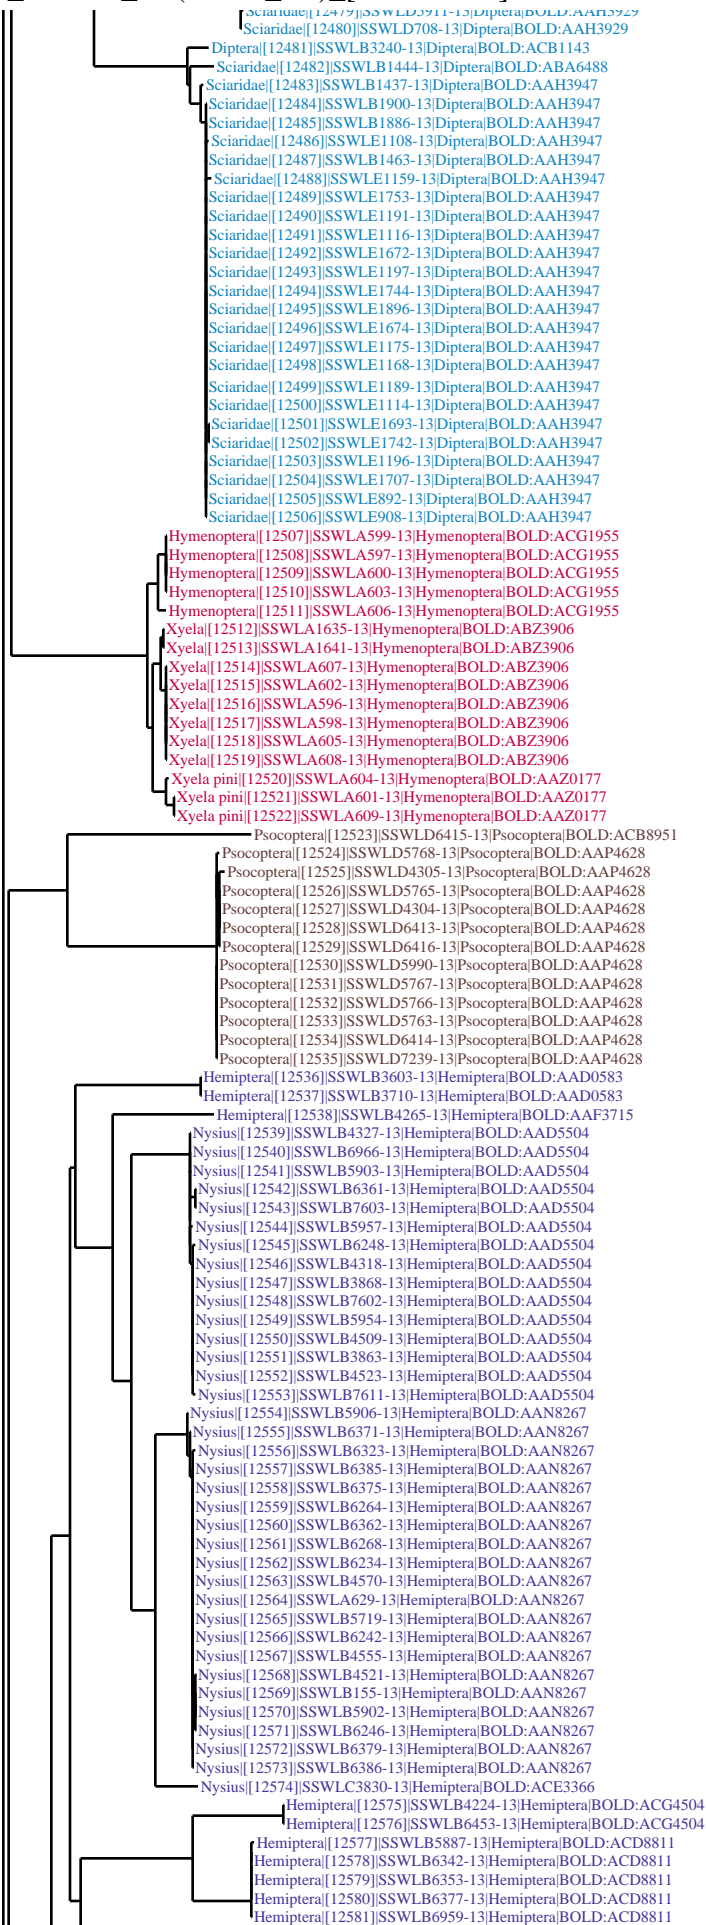 Sciaridae|[12479]|SSWLD5911-13|Diptera|BOLD:AAH3929
Sciaridae|[12480]|SSWLD708-13|Diptera|BOLD:AAH3929
Diptera|[12481]|SSWLB3240-13|Diptera|BOLD:ACB1143
Sciaridae|[12482]|SSWLB1444-13|Diptera|BOLD:ABA6488
Sciaridae|[12483]|SSWLB1437-13|Diptera|BOLD:AAH3947
Sciaridae|[12484]|SSWLB1900-13|Diptera|BOLD:AAH3947
Sciaridae|[12485]|SSWLB1886-13|Diptera|BOLD:AAH3947
Sciaridae|[12486]|SSWLE1108-13|Diptera|BOLD:AAH3947
Sciaridae|[12487]|SSWLB1463-13|Diptera|BOLD:AAH3947
Sciaridae|[12488]|SSWLE1159-13|Diptera|BOLD:AAH3947
Sciaridae|[12489]|SSWLE1753-13|Diptera|BOLD:AAH3947
Sciaridae|[12490]|SSWLE1191-13|Diptera|BOLD:AAH3947
Sciaridae|[12491]|SSWLE1116-13|Diptera|BOLD:AAH3947
Sciaridae|[12492]|SSWLE1672-13|Diptera|BOLD:AAH3947
Sciaridae|[12493]|SSWLE1197-13|Diptera|BOLD:AAH3947
Sciaridae|[12494]|SSWLE1744-13|Diptera|BOLD:AAH3947
Sciaridae|[12495]|SSWLE1896-13|Diptera|BOLD:AAH3947
Sciaridae|[12496]|SSWLE1674-13|Diptera|BOLD:AAH3947
Sciaridae|[12497]|SSWLE1175-13|Diptera|BOLD:AAH3947
Sciaridae|[12498]|SSWLE1168-13|Diptera|BOLD:AAH3947
Sciaridae|[12499]|SSWLE1189-13|Diptera|BOLD:AAH3947
Sciaridae|[12500]|SSWLE1114-13|Diptera|BOLD:AAH3947
Sciaridae|[12501]|SSWLE1693-13|Diptera|BOLD:AAH3947
Sciaridae|[12502]|SSWLE1742-13|Diptera|BOLD:AAH3947
Sciaridae|[12503]|SSWLE1196-13|Diptera|BOLD:AAH3947
Sciaridae|[12504]|SSWLE1707-13|Diptera|BOLD:AAH3947
Sciaridae|[12505]|SSWLE892-13|Diptera|BOLD:AAH3947
Sciaridae|[12506]|SSWLE908-13|Diptera|BOLD:AAH3947
Hymenoptera|[12507]|SSWLA599-13|Hymenoptera|BOLD:ACG1955
Hymenoptera|[12508]|SSWLA597-13|Hymenoptera|BOLD:ACG1955
Hymenoptera|[12509]|SSWLA600-13|Hymenoptera|BOLD:ACG1955
Hymenoptera|[12510]|SSWLA603-13|Hymenoptera|BOLD:ACG1955
Hymenoptera|[12511]|SSWLA606-13|Hymenoptera|BOLD:ACG1955
Xyela|[12512]|SSWLA1635-13|Hymenoptera|BOLD:ABZ3906
Xyela|[12513]|SSWLA1641-13|Hymenoptera|BOLD:ABZ3906
Xyela|[12514]|SSWLA607-13|Hymenoptera|BOLD:ABZ3906
Xyela|[12515]|SSWLA602-13|Hymenoptera|BOLD:ABZ3906
Xyela|[12516]|SSWLA596-13|Hymenoptera|BOLD:ABZ3906
Xyela|[12517]|SSWLA598-13|Hymenoptera|BOLD:ABZ3906
Xyela|[12518]|SSWLA605-13|Hymenoptera|BOLD:ABZ3906
Xyela|[12519]|SSWLA608-13|Hymenoptera|BOLD:ABZ3906
Xyela pini|[12520]|SSWLA604-13|Hymenoptera|BOLD:AAZ0177
Xyela pini|[12521]|SSWLA601-13|Hymenoptera|BOLD:AAZ0177
Xyela pini|[12522]|SSWLA609-13|Hymenoptera|BOLD:AAZ0177
Psocoptera|[12523]|SSWLD6415-13|Psocoptera|BOLD:ACB8951
Psocoptera|[12524]|SSWLD5768-13|Psocoptera|BOLD:AAP4628
Psocoptera|[12525]|SSWLD4305-13|Psocoptera|BOLD:AAP4628
Psocoptera|[12526]|SSWLD5765-13|Psocoptera|BOLD:AAP4628
Psocoptera|[12527]|SSWLD4304-13|Psocoptera|BOLD:AAP4628
Psocoptera|[12528]|SSWLD6413-13|Psocoptera|BOLD:AAP4628
Psocoptera|[12529]|SSWLD6416-13|Psocoptera|BOLD:AAP4628
Psocoptera|[12530]|SSWLD5990-13|Psocoptera|BOLD:AAP4628
Psocoptera|[12531]|SSWLD5767-13|Psocoptera|BOLD:AAP4628
Psocoptera|[12532]|SSWLD5766-13|Psocoptera|BOLD:AAP4628
Psocoptera|[12533]|SSWLD5763-13|Psocoptera|BOLD:AAP4628
Psocoptera|[12534]|SSWLD6414-13|Psocoptera|BOLD:AAP4628
Psocoptera|[12535]|SSWLD7239-13|Psocoptera|BOLD:AAP4628
Hemiptera|[12536]|SSWLB3603-13|Hemiptera|BOLD:AAD0583
Hemiptera|[12537]|SSWLB3710-13|Hemiptera|BOLD:AAD0583
Hemiptera|[12538]|SSWLB4265-13|Hemiptera|BOLD:AAF3715
Nysius|[12539]|SSWLB4327-13|Hemiptera|BOLD:AAD5504
Nysius|[12540]|SSWLB6966-13|Hemiptera|BOLD:AAD5504
Nysius|[12541]|SSWLB5903-13|Hemiptera|BOLD:AAD5504
Nysius|[12542]|SSWLB6361-13|Hemiptera|BOLD:AAD5504
Nysius|[12543]|SSWLB7603-13|Hemiptera|BOLD:AAD5504
Nysius|[12544]|SSWLB5957-13|Hemiptera|BOLD:AAD5504
Nysius|[12545]|SSWLB6248-13|Hemiptera|BOLD:AAD5504
Nysius|[12546]|SSWLB4318-13|Hemiptera|BOLD:AAD5504
Nysius|[12547]|SSWLB3868-13|Hemiptera|BOLD:AAD5504
Nysius|[12548]|SSWLB7602-13|Hemiptera|BOLD:AAD5504
Nysius|[12549]|SSWLB5954-13|Hemiptera|BOLD:AAD5504
Nysius|[12550]|SSWLB4509-13|Hemiptera|BOLD:AAD5504
Nysius|[12551]|SSWLB3863-13|Hemiptera|BOLD:AAD5504
Nysius|[12552]|SSWLB4523-13|Hemiptera|BOLD:AAD5504
Nysius|[12553]|SSWLB7611-13|Hemiptera|BOLD:AAD5504
Nysius|[12554]|SSWLB5906-13|Hemiptera|BOLD:AAN8267
Nysius|[12555]|SSWLB6371-13|Hemiptera|BOLD:AAN8267
Nysius|[12556]|SSWLB6323-13|Hemiptera|BOLD:AAN8267
Nysius|[12557]|SSWLB6385-13|Hemiptera|BOLD:AAN8267
Nysius|[12558]|SSWLB6375-13|Hemiptera|BOLD:AAN8267
Nysius|[12559]|SSWLB6264-13|Hemiptera|BOLD:AAN8267
Nysius|[12560]|SSWLB6362-13|Hemiptera|BOLD:AAN8267
Nysius|[12561]|SSWLB6268-13|Hemiptera|BOLD:AAN8267
Nysius|[12562]|SSWLB6234-13|Hemiptera|BOLD:AAN8267
Nysius|[12563]|SSWLB4570-13|Hemiptera|BOLD:AAN8267
Nysius|[12564]|SSWLA629-13|Hemiptera|BOLD:AAN8267
Nysius|[12565]|SSWLB5719-13|Hemiptera|BOLD:AAN8267
Nysius|[12566]|SSWLB6242-13|Hemiptera|BOLD:AAN8267
Nysius|[12567]|SSWLB4555-13|Hemiptera|BOLD:AAN8267
Nysius|[12568]|SSWLB4521-13|Hemiptera|BOLD:AAN8267
Nysius|[12569]|SSWLB155-13|Hemiptera|BOLD:AAN8267
Nysius|[12570]|SSWLB5902-13|Hemiptera|BOLD:AAN8267
Nysius|[12571]|SSWLB6246-13|Hemiptera|BOLD:AAN8267
Nysius|[12572]|SSWLB6379-13|Hemiptera|BOLD:AAN8267
Nysius|[12573]|SSWLB6386-13|Hemiptera|BOLD:AAN8267
Nysius|[12574]|SSWLC3830-13|Hemiptera|BOLD:ACE3366
Hemiptera|[12575]|SSWLB4224-13|Hemiptera|BOLD:ACG4504
Hemiptera|[12576]|SSWLB6453-13|Hemiptera|BOLD:ACG4504
Hemiptera|[12577]|SSWLB5887-13|Hemiptera|BOLD:ACD8811
Hemiptera|[12578]|SSWLB6342-13|Hemiptera|BOLD:ACD8811
Hemiptera|[12579]|SSWLB6353-13|Hemiptera|BOLD:ACD8811
Hemiptera|[12580]|SSWLB6377-13|Hemiptera|BOLD:ACD8811
Hemiptera|[12581]|SSWLB6959-13|Hemiptera|BOLD:ACD8811